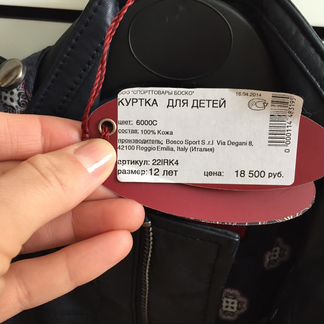 ООО "СПОРТТОВАРЫ БОСКО" 16.04.2014
КУРТКА ДЛЯ ДЕТЕЙ
цвет: 6000C
состав: 100% Кожа
производитель: Bosco Sport S.r.l Via Degani 8,
42100 Reggio Emilia, Italy (Италия)
артикул: 22IRK4
размер: 12 лет цена: 18 500 руб.